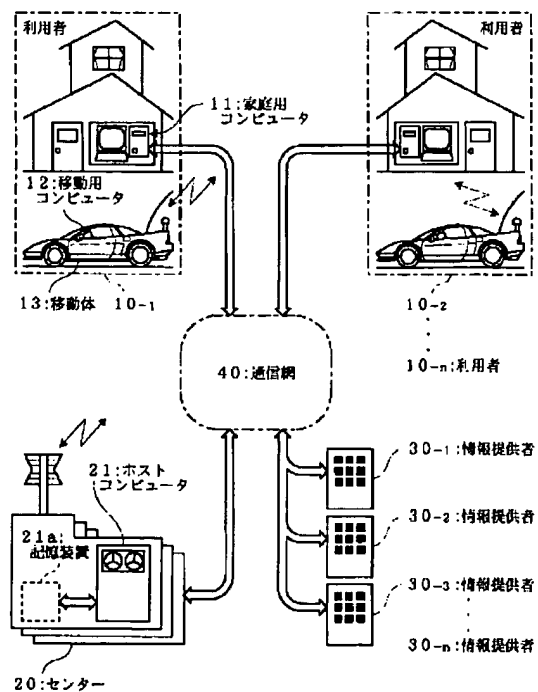 利用者
利用者
11:家庭用
コンピュータ
12:移動用
コンピュータ
13:移動体
10-1
10-2
10-n:利用者
40:通信網
21:ホスト
コンピュータ
21a:
記憶装置
20:センター
30-1:情報提供者
30-2:情報提供者
30-3:情報提供者
30-n:情報提供者